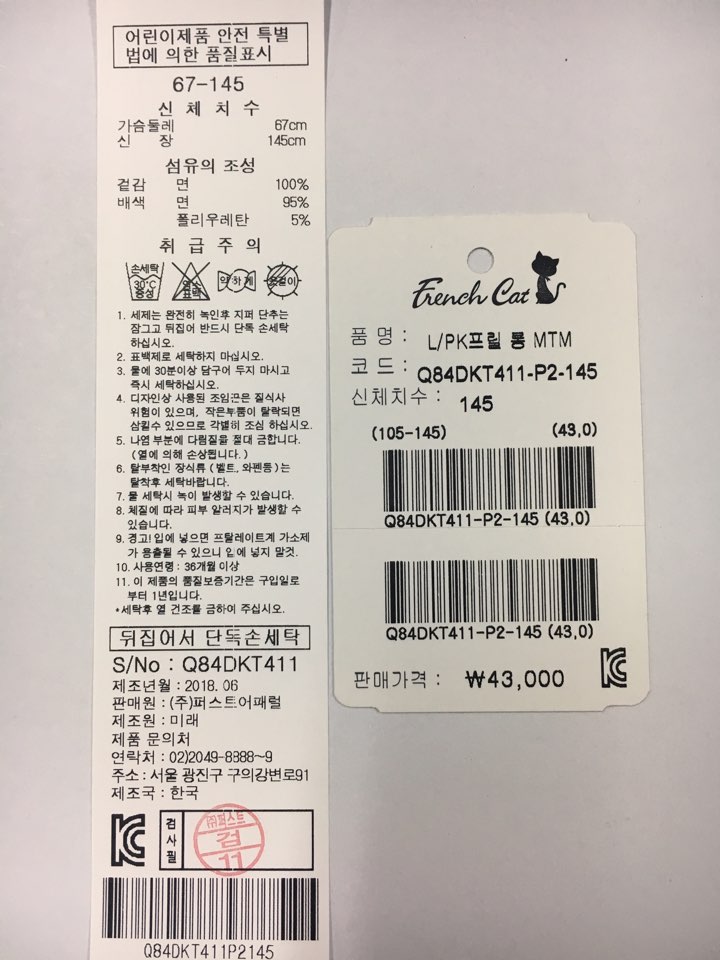 어린이제품 안전 특별
법에 의한 품질표시
67-145
신 체 치 수
가슴둘레 67cm
신 장 145cm
섬유의 조성
겉감 면 100%
배색 면 95%
폴리우레탄 5%
취 급 주 의
손세탁
30°C
중성
염소
표백
약하게
옷걸이
1. 세제는 완전히 녹인후 지퍼 단추는
잠그고 뒤집어 반드시 단독 손세탁
하십시오.
2. 표백제로 세탁하지 마십시오.
3. 물에 30분이상 담구어 두지 마시고
즉시 세탁하십시오.
4. 디자인상 사용된 조임끈은 질식사
위험이 있으며, 작은부품이 탈락되면
삼킬수 있으므로 각별히 조심 하십시오.
5. 나염 부분에 다림질을 절대 금합니다.
(열에 의해 손상됩니다.)
6. 탈부착인 장식류(벨트, 와펜등)는
탈착후 세탁바랍니다.
7. 물 세탁시 녹이 발생할 수 있습니다.
8. 체질에 따라 피부 알러지가 발생할 수
있습니다.
9. 경고! 입에 넣으면 프탈레이트계 가소제
가 용출될 수 있으니 입에 넣지 말것.
10. 사용연령 : 36개월 이상
11. 이 제품의 품질보증기간은 구입일로
부터 1년입니다.
*세탁후 열 건조를 금하여 주십시오.
뒤집어서 단독손세탁
S/No : Q84DKT411
제조년월 : 2018. 06
판매원 : (주)퍼스트어패럴
제조원 : 미래
제품 문의처
연락처 : 02)2049-8888~9
주소 : 서울 광진구 구의강변로91
제조국 : 한국
검사필
㈜퍼스트
검
11
Q84DKT411P2145
French Cat
품 명 : L/PK프릴 롱 MTM
코 드 : Q84DKT411-P2-145
신체치수 : 145
(105-145) (43,0)
Q84DKT411-P2-145 (43,0)
Q84DKT411-P2-145 (43,0)
판매가격 : ₩43,000